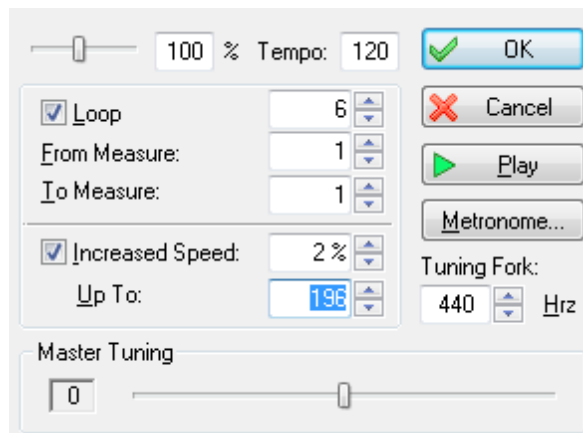 100 % Tempo: 120 OK
Loop 6 Cancel
From Measure: 1
Play
To Measure: 1
Metronome...
Increased Speed: 2 %
Tuning Fork:
Up To: 196 440 Hrz
Master Tuning
0